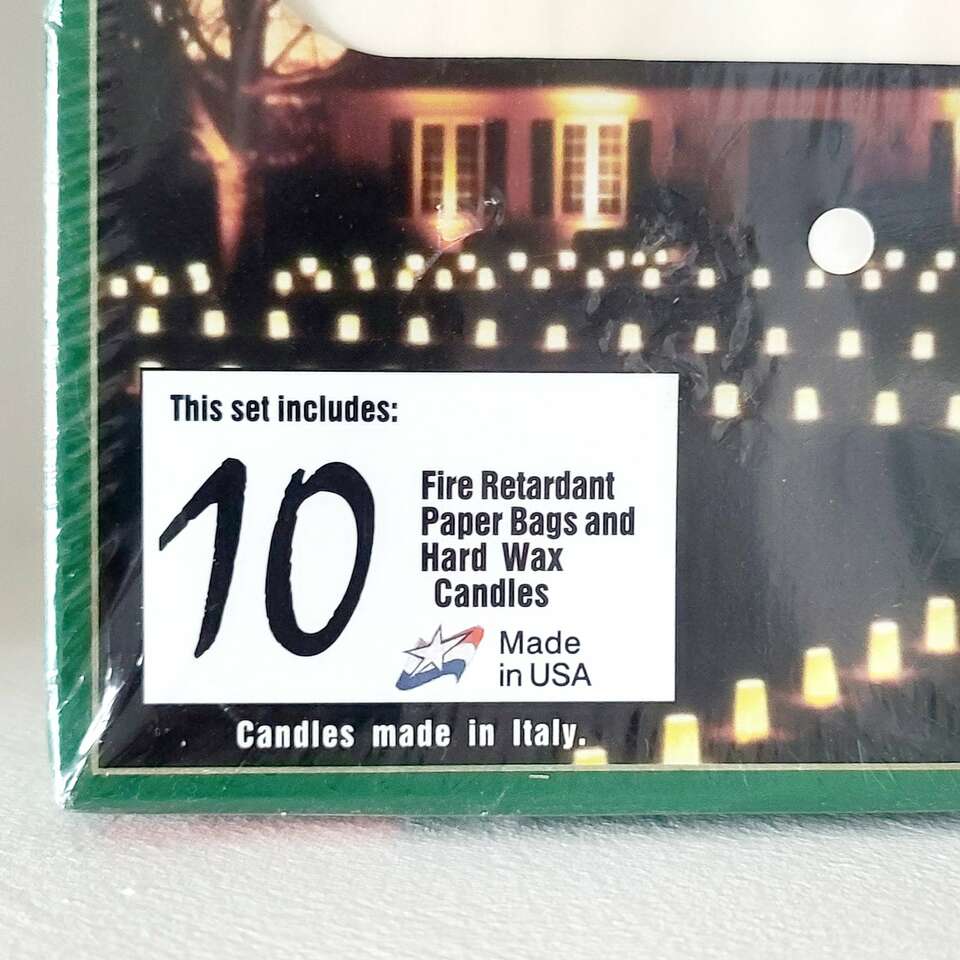 This set includes:
10
Fire Retardant
Paper Bags and
Hard Wax
Candles
Made
in USA
Candles made in Italy.